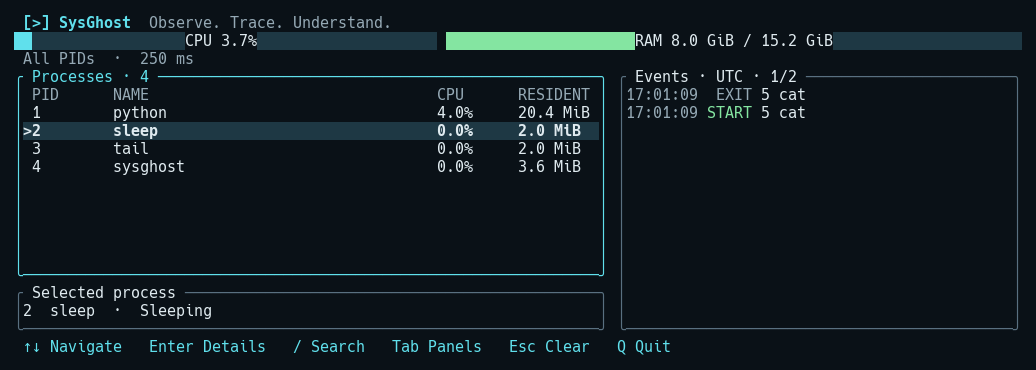 [>] SysGhost  Observe. Trace. Understand.
CPU 3.7%  RAM 8.0 GiB / 15.2 GiB
All PIDs  ·  250 ms
Processes · 4
PID  NAME  CPU  RESIDENT
1  python  4.0%  20.4 MiB
>2  sleep  0.0%  2.0 MiB
3  tail  0.0%  2.0 MiB
4  sysghost  0.0%  3.6 MiB
Selected process
2  sleep  ·  Sleeping
Events · UTC · 1/2
17:01:09  EXIT 5 cat
17:01:09 START 5 cat
↑↓ Navigate  Enter Details  / Search  Tab Panels  Esc Clear  Q Quit